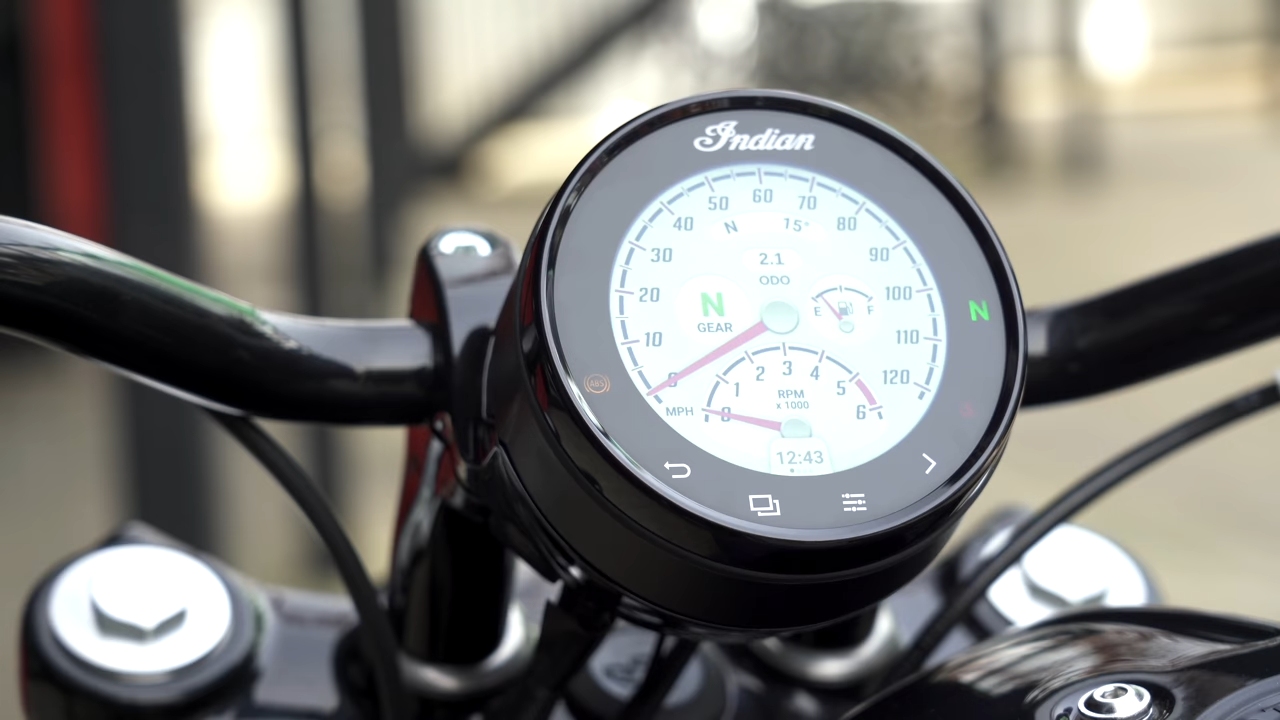 Indian
50 60 70
40 N 15° 80
30 2.1 90
ODO
20 N E F 100 N
GEAR
10 110
ABS 0 1 2 3 4 5 120
MPH 0 RPM 6
x 1000
12:43